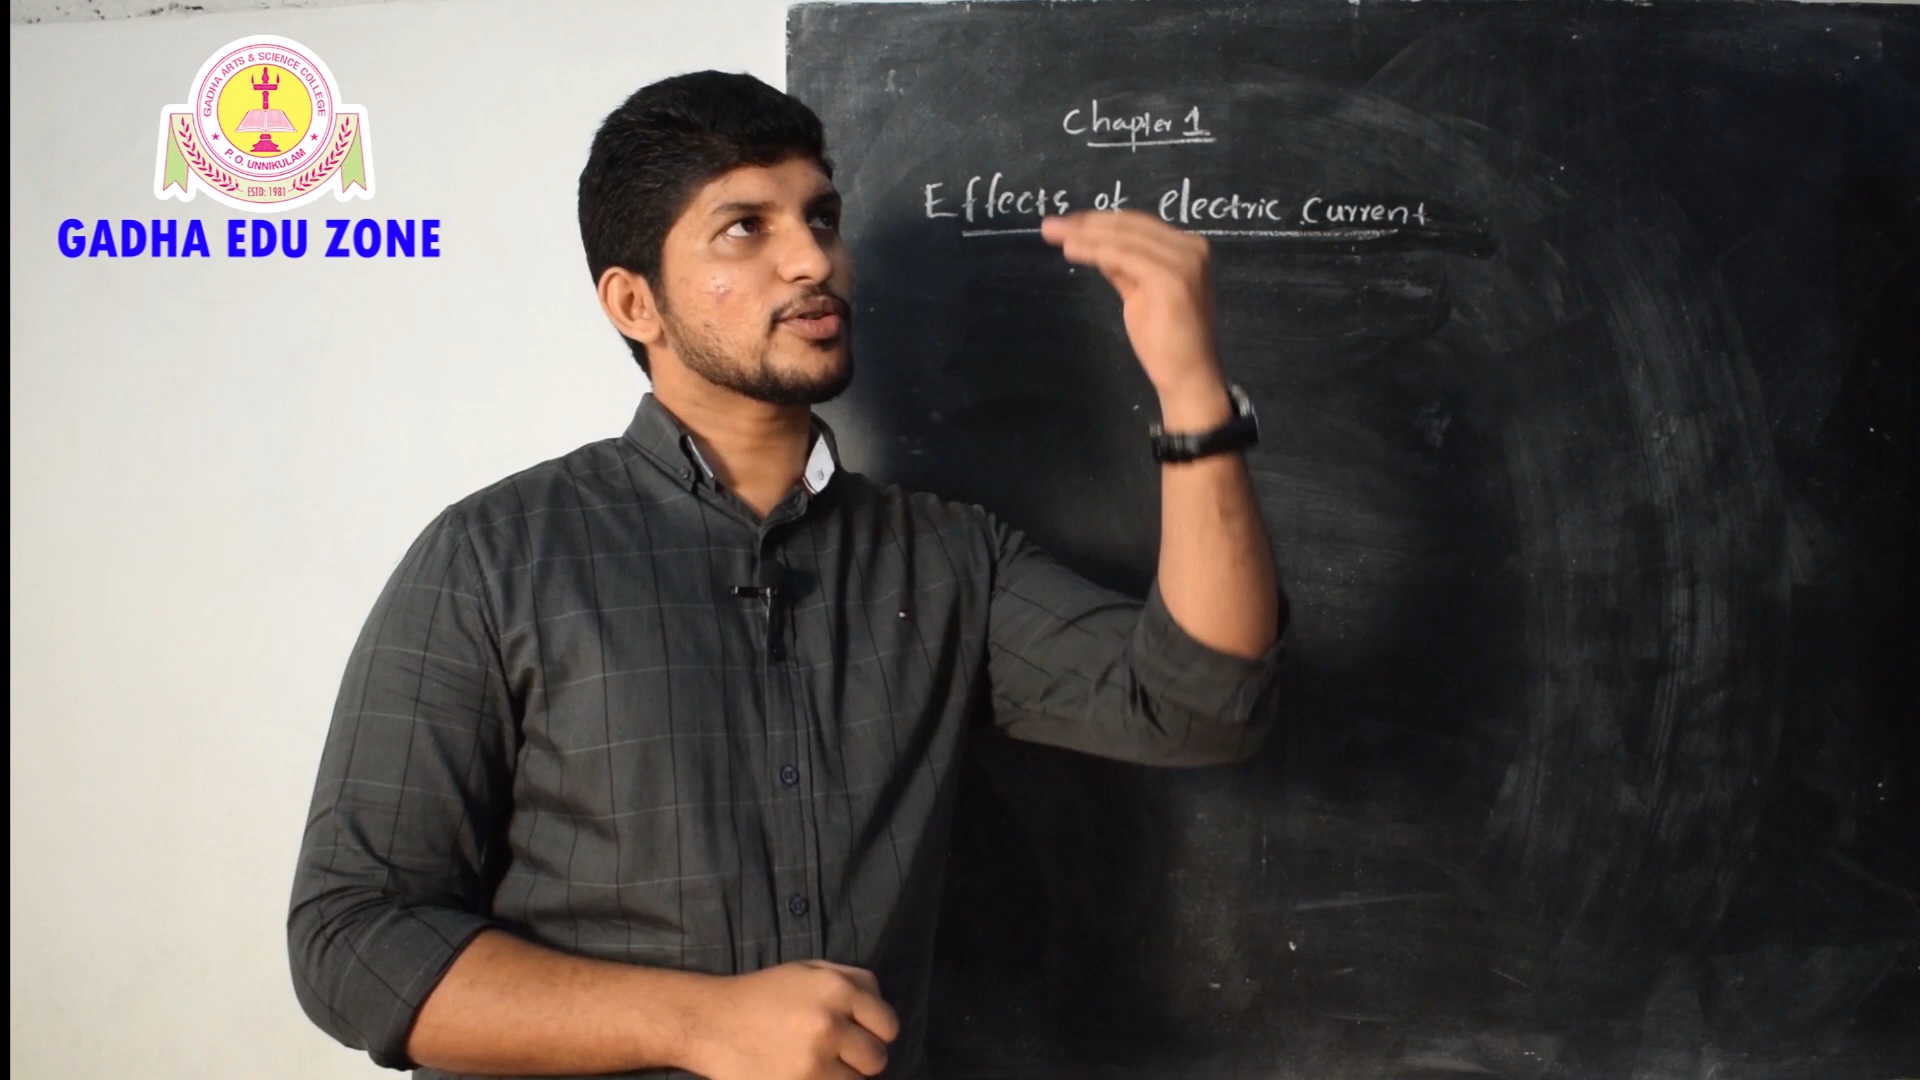 GADHA ARTS & SCIENCE COLLEGE
P. O. UNNIKULAM
ESTD: 1981
GADHA EDU ZONE
Chapter 1
Effects of electric current